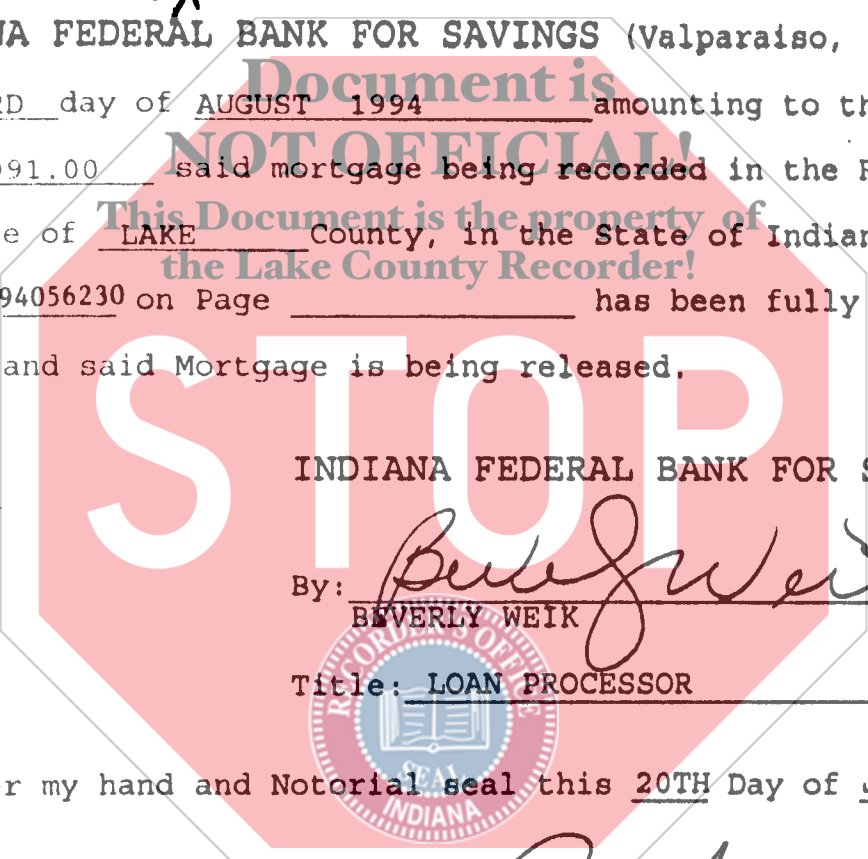 NA FEDERAL BANK FOR SAVINGS (Valparaiso,
Document is
RD day of AUGUST 1994 amounting to th
NOT OFFICIAL!
991.00 said mortgage being recorded in the R
This Document is the property of
e of LAKE County, in the State of Indian
the Lake County Recorder!
94056230 on Page has been fully
and said Mortgage is being released.
STOP
INDIANA FEDERAL BANK FOR S
By: Beverly Weik
BEVERLY WEIK
RECORDER'S OFFICE
Title: LOAN PROCESSOR
SEAL
r my hand and Notorial seal this 20TH Day of J
INDIANA